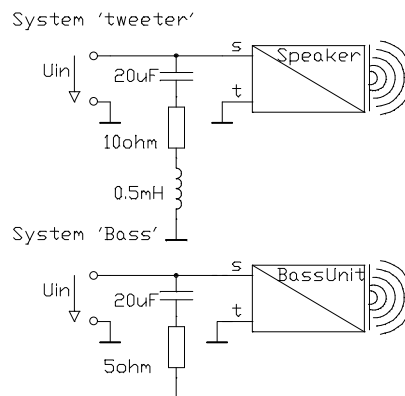 System 'tweeter'
s
Speaker
Uin
20uF
t
10ohm
0.5mH
System 'Bass'
s
BassUnit
Uin
20uF
t
5ohm